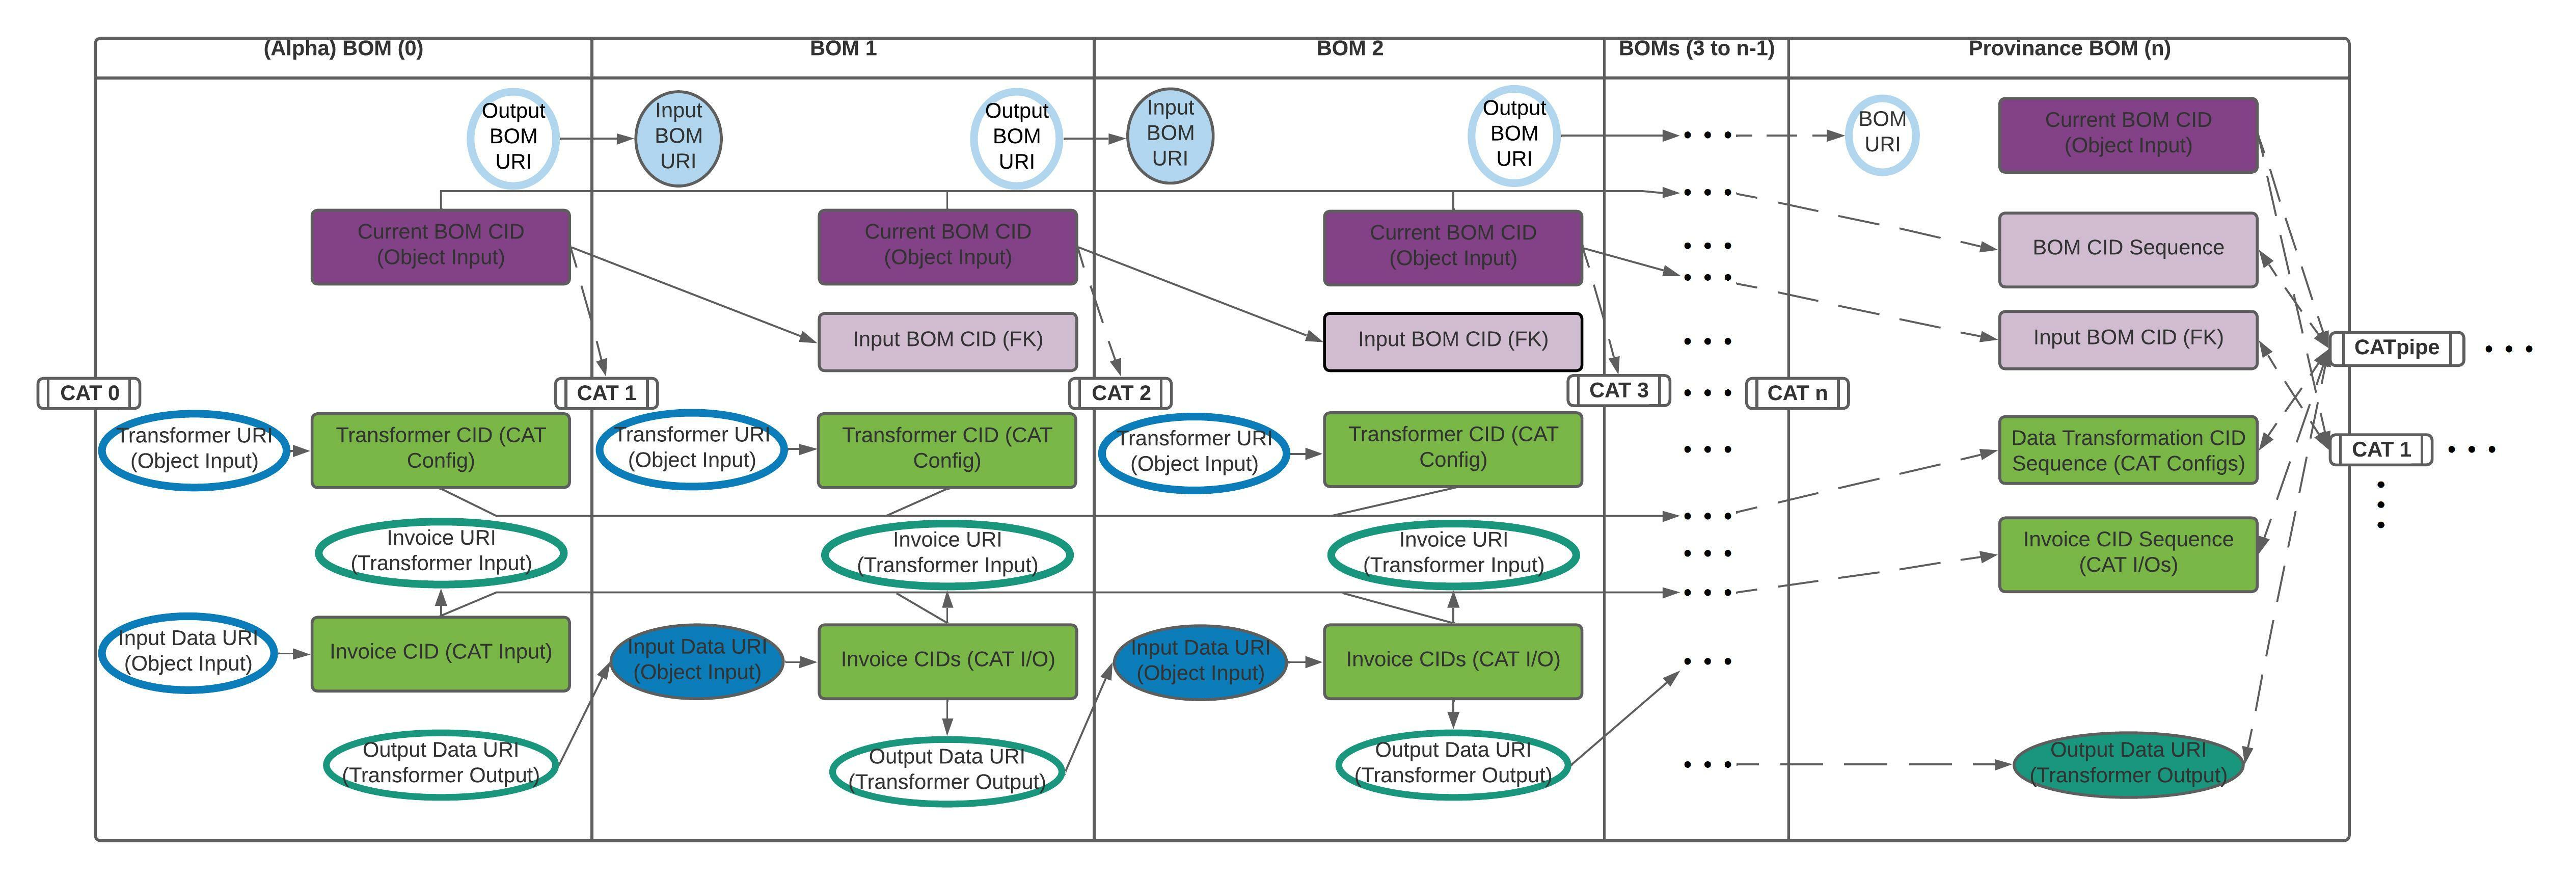 (Alpha) BOM (0)
BOM 1
BOM 2
BOMs (3 to n-1)
Provinance BOM (n)
Output
BOM
URI
Input
BOM
URI
Output
BOM
URI
Input
BOM
URI
Output
BOM
URI
BOM
URI
Current BOM CID
(Object Input)
Current BOM CID
(Object Input)
Current BOM CID
(Object Input)
Current BOM CID
(Object Input)
BOM CID Sequence
Input BOM CID (FK)
Input BOM CID (FK)
Input BOM CID (FK)
CATpipe
CAT 0
CAT 1
CAT 2
CAT 3
CAT n
CAT 1
Transformer URI
(Object Input)
Transformer CID (CAT
Config)
Transformer URI
(Object Input)
Transformer CID (CAT
Config)
Transformer URI
(Object Input)
Transformer CID (CAT
Config)
Data Transformation CID
Sequence (CAT Configs)
Invoice URI
(Transformer Input)
Invoice URI
(Transformer Input)
Invoice URI
(Transformer Input)
Invoice CID Sequence
(CAT I/Os)
Input Data URI
(Object Input)
Invoice CID (CAT Input)
Input Data URI
(Object Input)
Invoice CIDs (CAT I/O)
Input Data URI
(Object Input)
Invoice CIDs (CAT I/O)
Output Data URI
(Transformer Output)
Output Data URI
(Transformer Output)
Output Data URI
(Transformer Output)
Output Data URI
(Transformer Output)